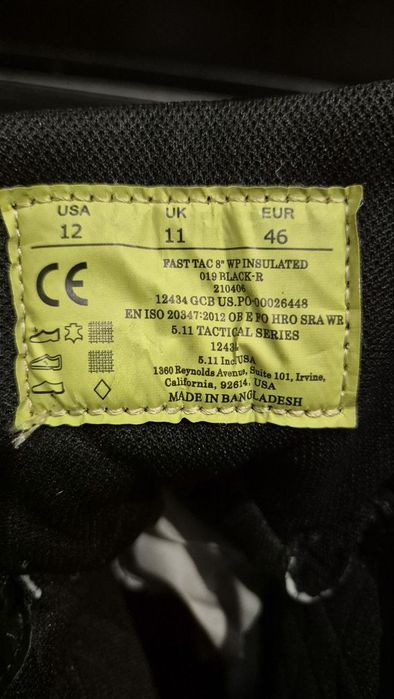 USA UK EUR
12 11 46
CE
FAST TAC 8" WP INSULATED
019 BLACK-R
210406
12434 GCB US.PO-00026448
EN ISO 20347:2012 OB E PO HRO SRA WR
5.11 TACTICAL SERIES
12434
5.11 Inc. USA
1360 Reynolds Avenue, Suite 101, Irvine,
California, 92614, USA
MADE IN BANGLADESH